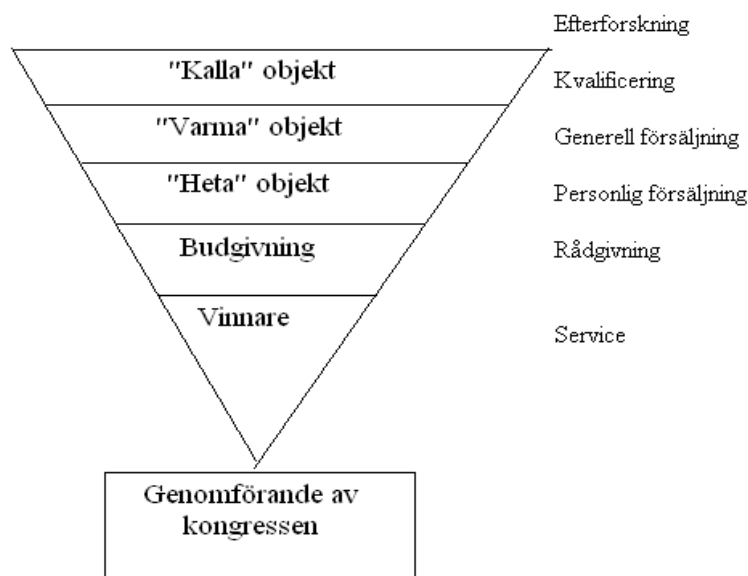 Efterforskning
"Kalla" objekt
Kvalificering
"Varma" objekt
Generell försäljning
"Heta" objekt
Personlig försäljning
Budgivning
Rådgivning
Vinnare
Service
Genomförande av
kongressen